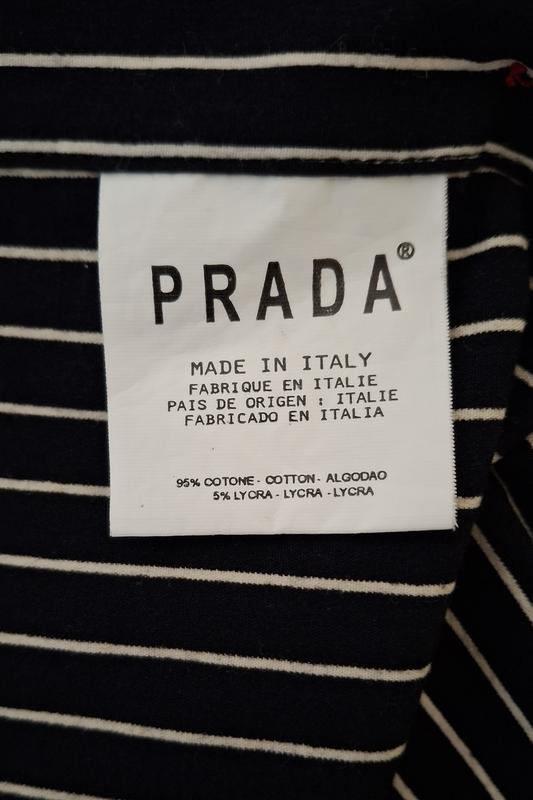 PRADA®
MADE IN ITALY
FABRIQUE EN ITALIE
PAIS DE ORIGEN : ITALIE
FABRICADO EN ITALIA
95% COTONE - COTTON - ALGODAO
5% LYCRA - LYCRA - LYCRA